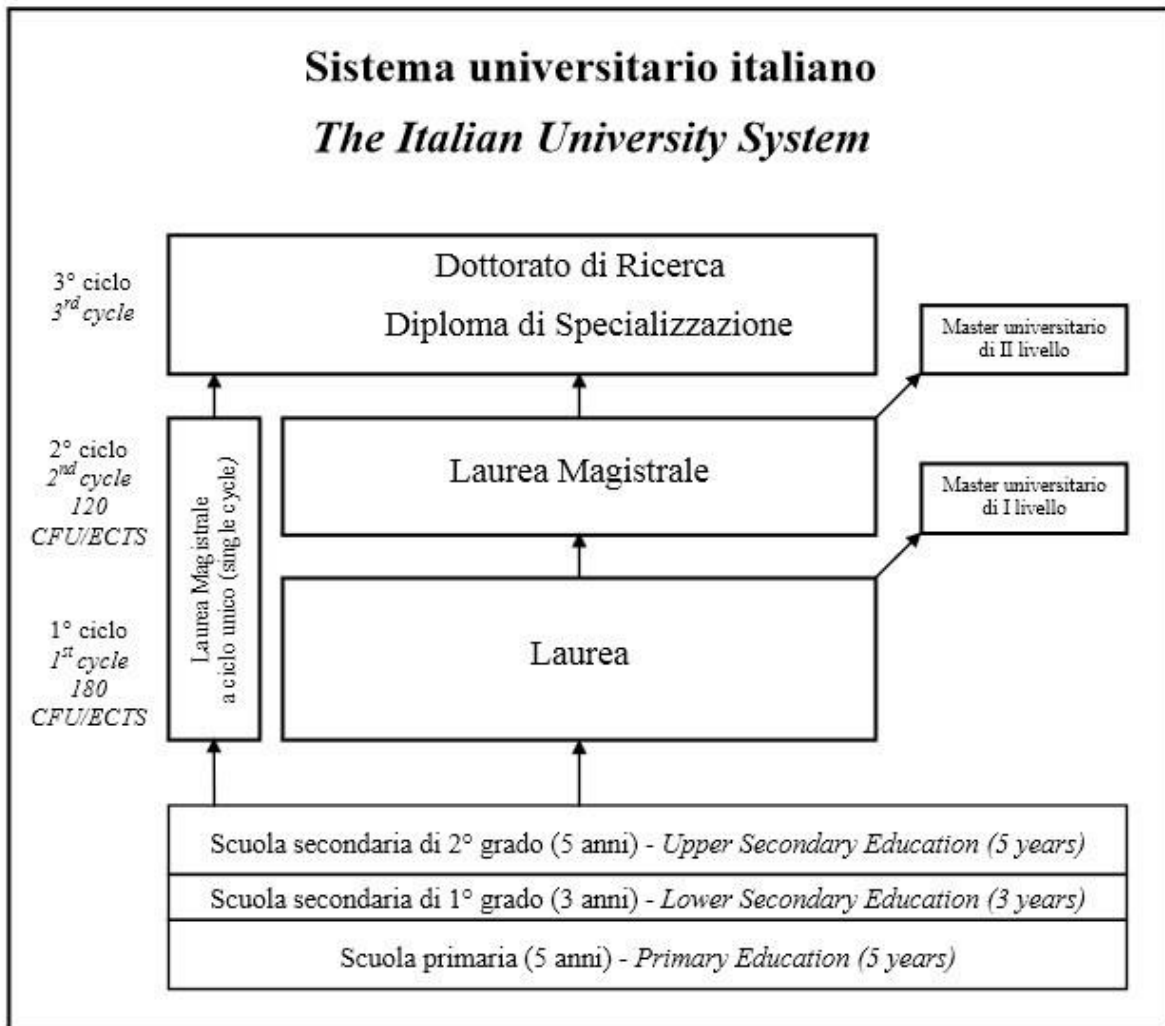 Sistema universitario italiano
The Italian University System
3° ciclo
3rd cycle
Dottorato di Ricerca
Diploma di Specializzazione
Master universitario
di II livello
2° ciclo
2nd cycle
120
CFU/ECTS
Laurea Magistrale
a ciclo unico (single cycle)
Laurea Magistrale
Master universitario
di I livello
1° ciclo
1st cycle
180
CFU/ECTS
Laurea
Scuola secondaria di 2° grado (5 anni) - Upper Secondary Education (5 years)
Scuola secondaria di 1° grado (3 anni) - Lower Secondary Education (3 years)
Scuola primaria (5 anni) - Primary Education (5 years)